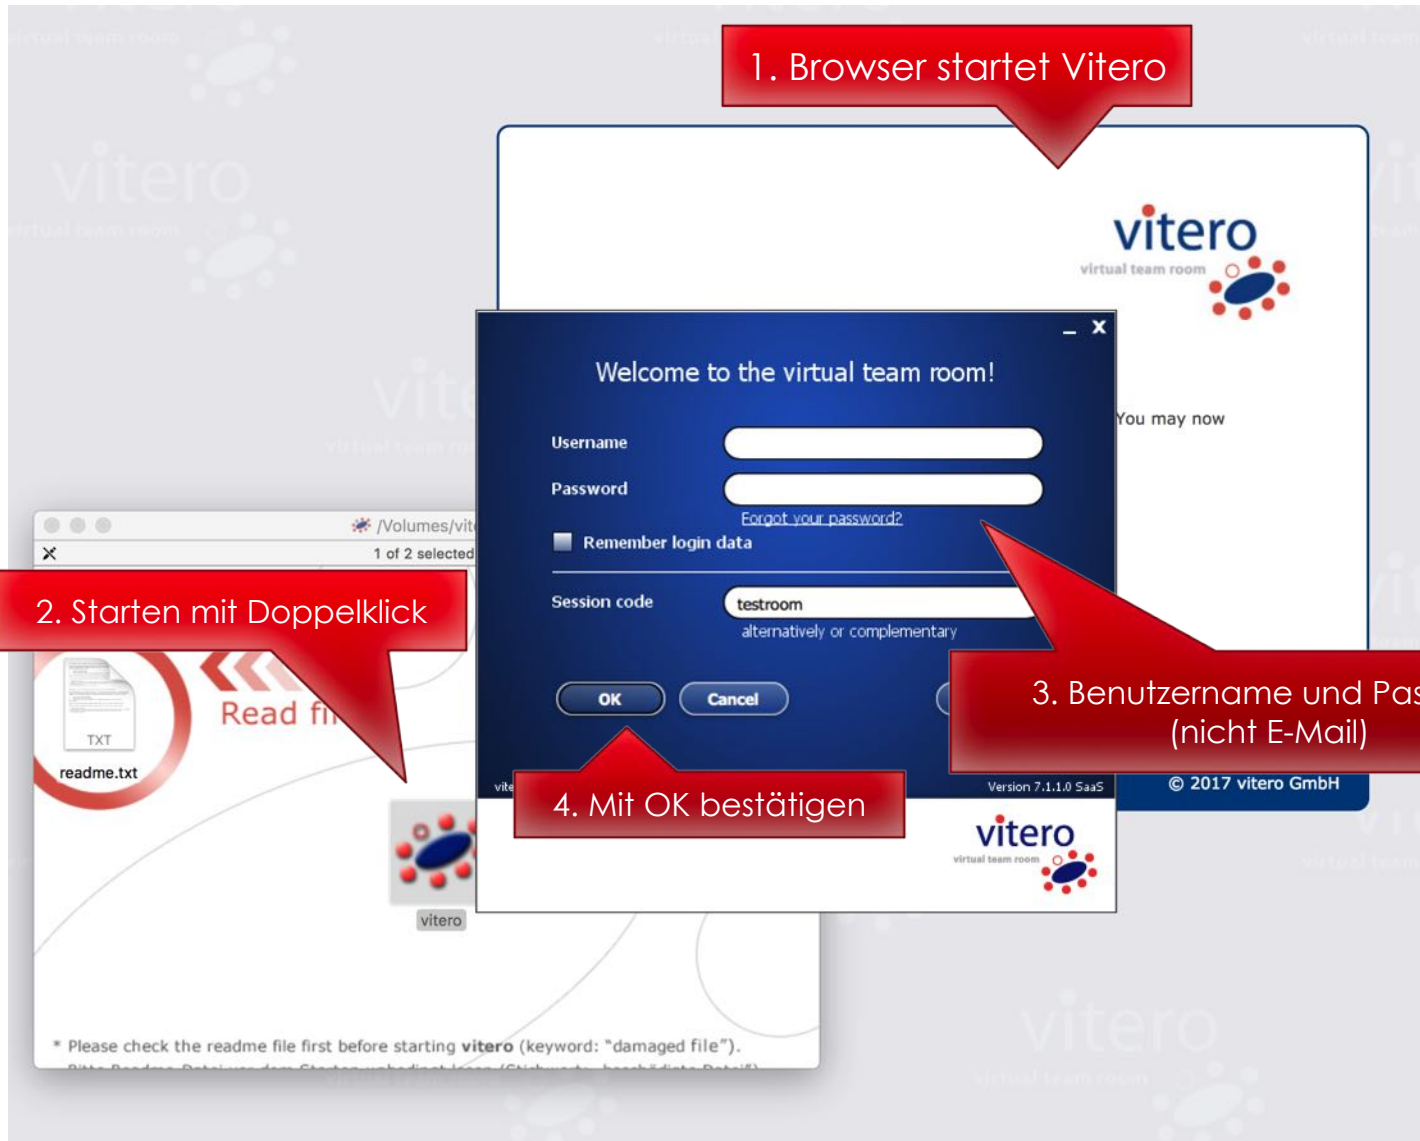 1. Browser startet Vitero
vitero
virtual team room
Welcome to the virtual team room!
You may now
Username
Password
Forgot your password?
Remember login data
Session code
testroom
alternatively or complementary
OK
Cancel
/Volumes/vit
1 of 2 selected
2. Starten mit Doppelklick
Read fi
TXT
readme.txt
vitero
3. Benutzername und Pas
(nicht E-Mail)
4. Mit OK bestätigen
vite
Version 7.1.1.0 SaaS
© 2017 vitero GmbH
vitero
virtual team room
* Please check the readme file first before starting vitero (keyword: "damaged file").